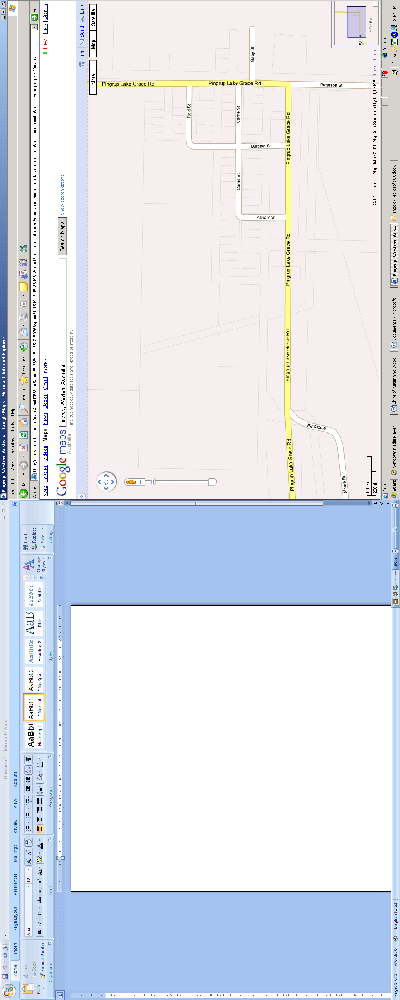 Document1 - Microsoft Word
Home Insert Page Layout References Mailings Review View Add-Ins
Paste
Cut
Copy
Format Painter
Clipboard
Arial 12
Font
Paragraph
AaBb( AaBbCc AaBbCc AaBbCc AaB AaBbCc.
Heading 1 ¶ Normal ¶ No Spaci... Heading 2 Title Subtitle
Change Styles
Styles
Find
Replace
Select
Editing
Page: 1 of 1 Words: 0 English (U.S.) 90%
Pingrup, Western Australia - Google Maps - Microsoft Internet Explorer
File Edit View Favorites Tools Help
Back Search Favorites
Address http://maps.google.com.au/maps?ie=UTF8&z=5&ll=-25.335448,135.745076&spn=31.154942,45.834961&om=1&utm_campaign=en&utm_source=en-ha-apla-au-google-gm&utm_medium=ha&utm_term=google%20maps Go
Web Images Videos Maps News Books Gmail more New! | Help | Sign in
Google maps
Australia
Pingrup, Western Australia
Search Maps
Show search options
Find businesses, addresses and places of interest.
Print Send Link
More... Map Satellite
Pingrup Lake Grace Rd
Reid St
Pingrup Lake Grace Rd
Carrie St
Carrie St
Gaby St
Burston St
Altham St
Pingrup Lake Grace Rd
Pingrup Lake Grace Rd
Pingrup Lake Grace Rd
Pingrup Lake Grace Rd
Paterson St
Moore Rd
Moore Rd
Jolley Rd
grup
100 m
200 ft
©2010 Google - Map data ©2010 MapData Sciences Pty Ltd, PSMA - Terms of Use
Done Internet
Start Windows Media Player Shire of Katanning Wood... Document1 - Microsoft ... Pingrup, Western Aus... Inbox - Microsoft Outlook 3:54 PM